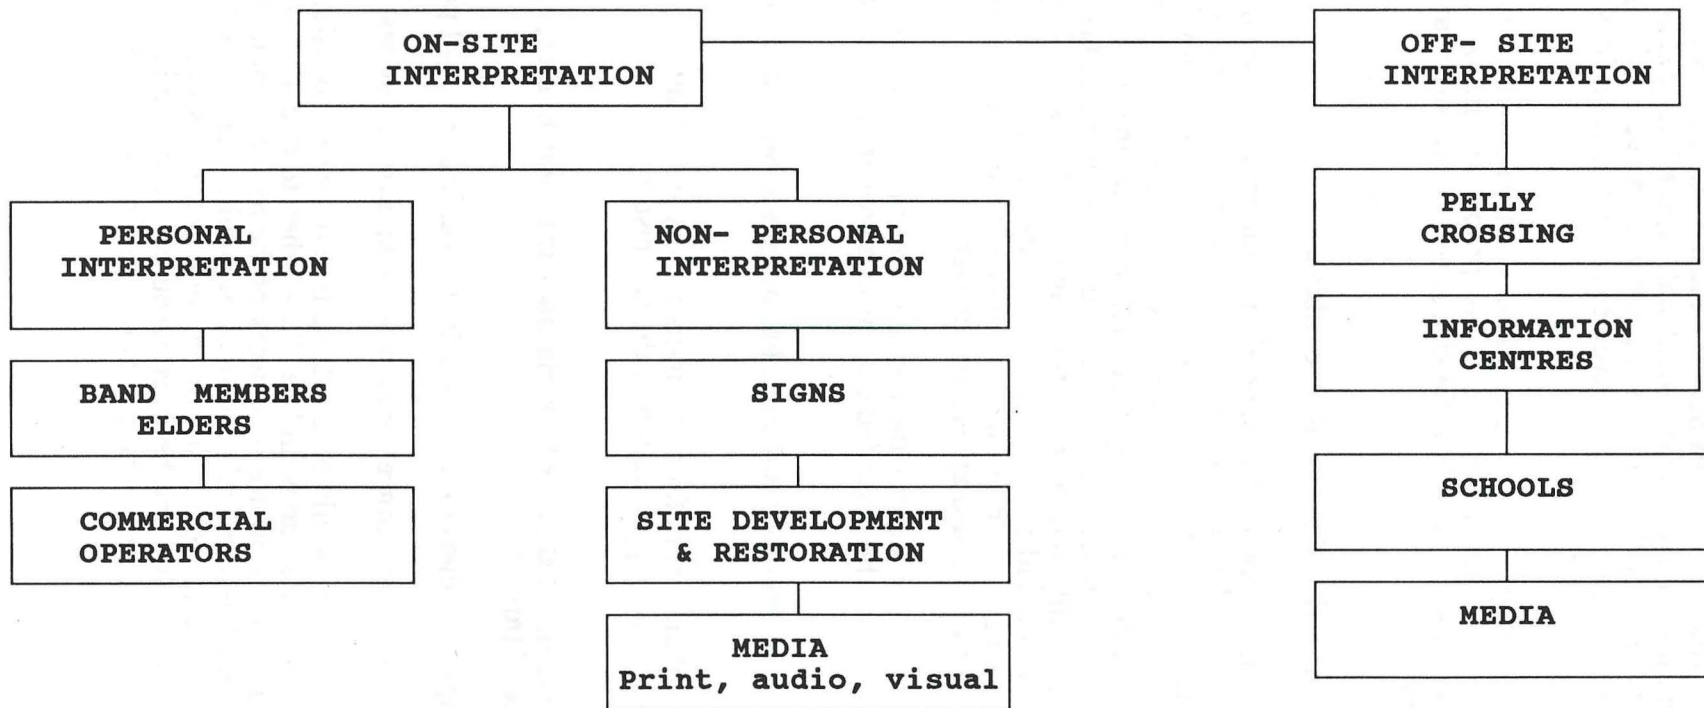 ON-SITE
INTERPRETATION
OFF- SITE
INTERPRETATION
PERSONAL
INTERPRETATION
NON- PERSONAL
INTERPRETATION
PELLY
CROSSING
BAND MEMBERS
ELDERS
SIGNS
INFORMATION
CENTRES
COMMERCIAL
OPERATORS
SITE DEVELOPMENT
& RESTORATION
SCHOOLS
MEDIA
Print, audio, visual
MEDIA